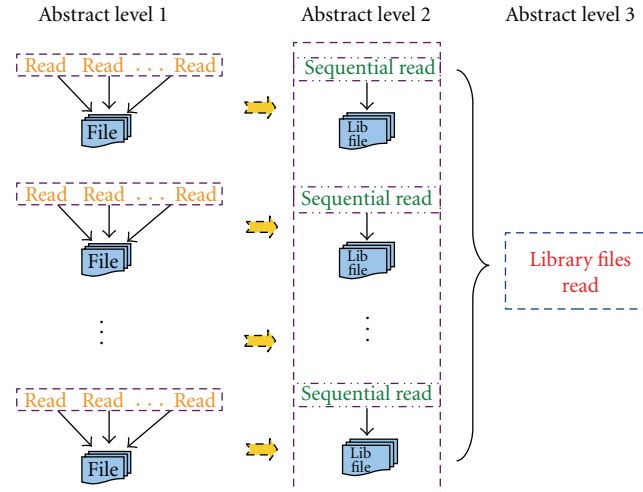 Abstract level 1 Abstract level 2 Abstract level 3
Read Read . . . Read Sequential read
File Lib file
Read Read . . . Read Sequential read
File Lib file
Library files
read
Read Read . . . Read Sequential read
File Lib file